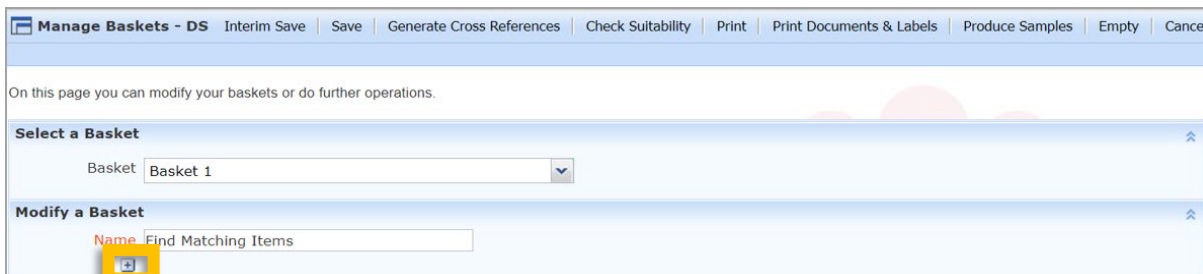 Manage Baskets - DS Interim Save Save Generate Cross References Check Suitability Print Print Documents & Labels Produce Samples Empty Cance
On this page you can modify your baskets or do further operations.
Select a Basket
Basket Basket 1
Modify a Basket
Name Find Matching Items